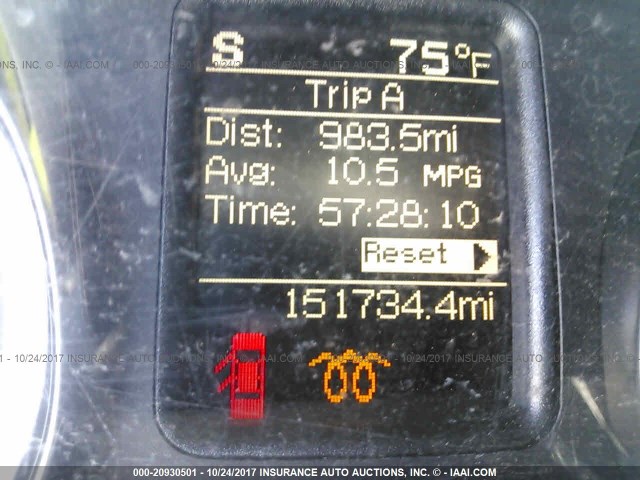 S 75°F
Trip A
Dist: 983.5mi
Avg: 10.5 MPG
Time: 57:28:10
Reset
151734.4mi
000-20930501 - 10/24/2017 INSURANCE AUTO AUCTIONS, INC. - © IAAI.COM